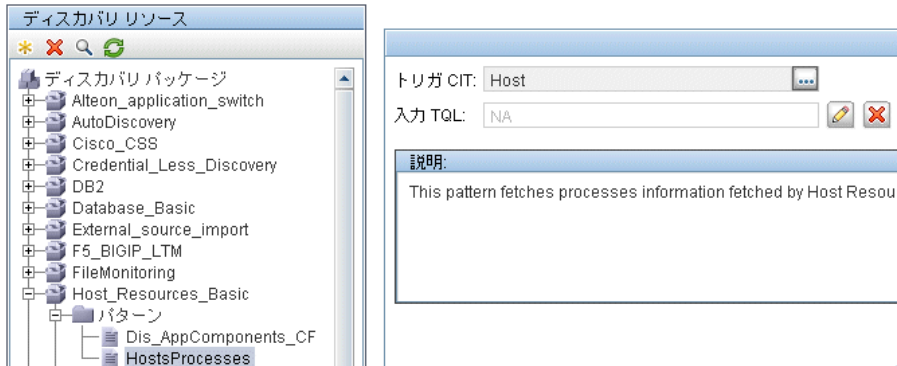 ディスカバリ リソース
ディスカバリ パッケージ
Alteon_application_switch
AutoDiscovery
Cisco_CSS
Credential_Less_Discovery
DB2
Database_Basic
External_source_import
F5_BIGIP_LTM
FileMonitoring
Host_Resources_Basic
パターン
Dis_AppComponents_CF
HostsProcesses
トリガ CIT: Host
入力 TQL: NA
説明:
This pattern fetches processes information fetched by Host Resou